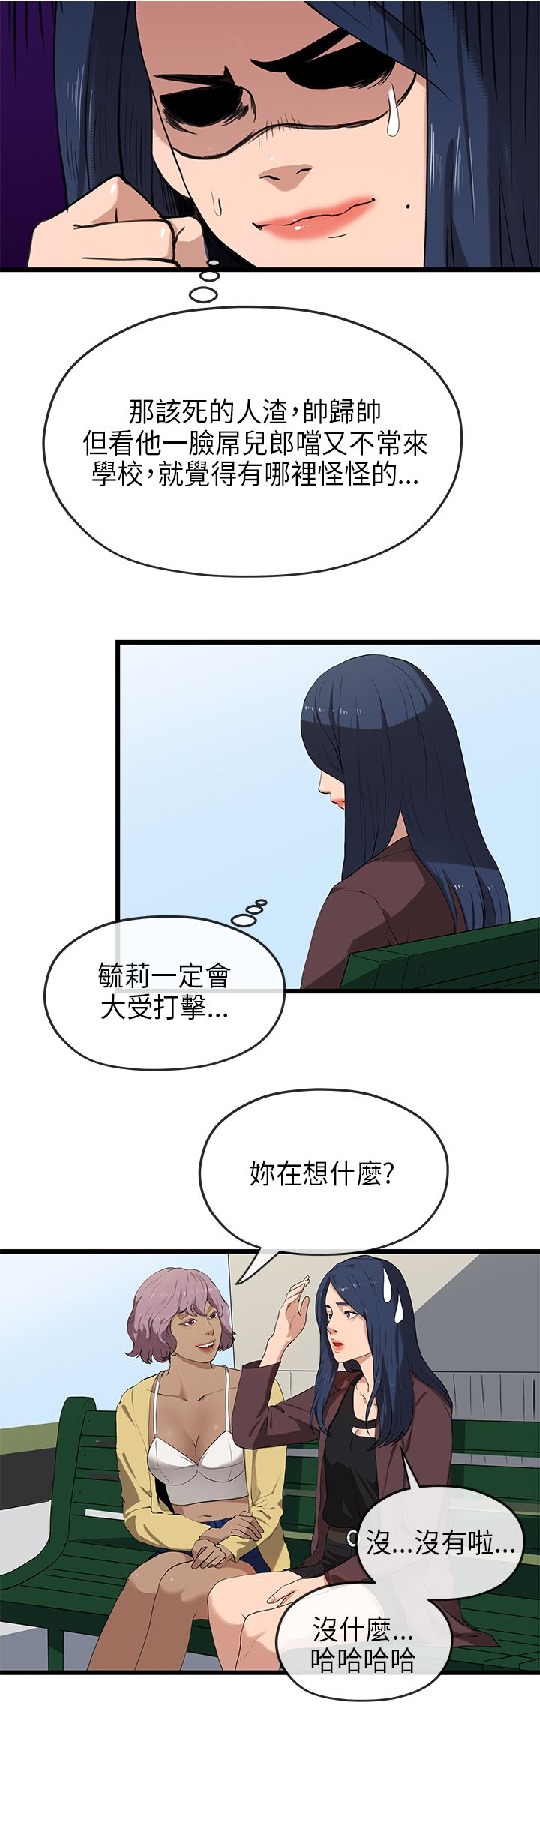 那該死的人渣，帥歸帥
但看他一臉屌兒郎噹又不常來
學校，就覺得有哪裡怪怪的…
毓莉一定會
大受打擊…
妳在想什麼?
沒…沒有啦…
沒什麼…
哈哈哈哈